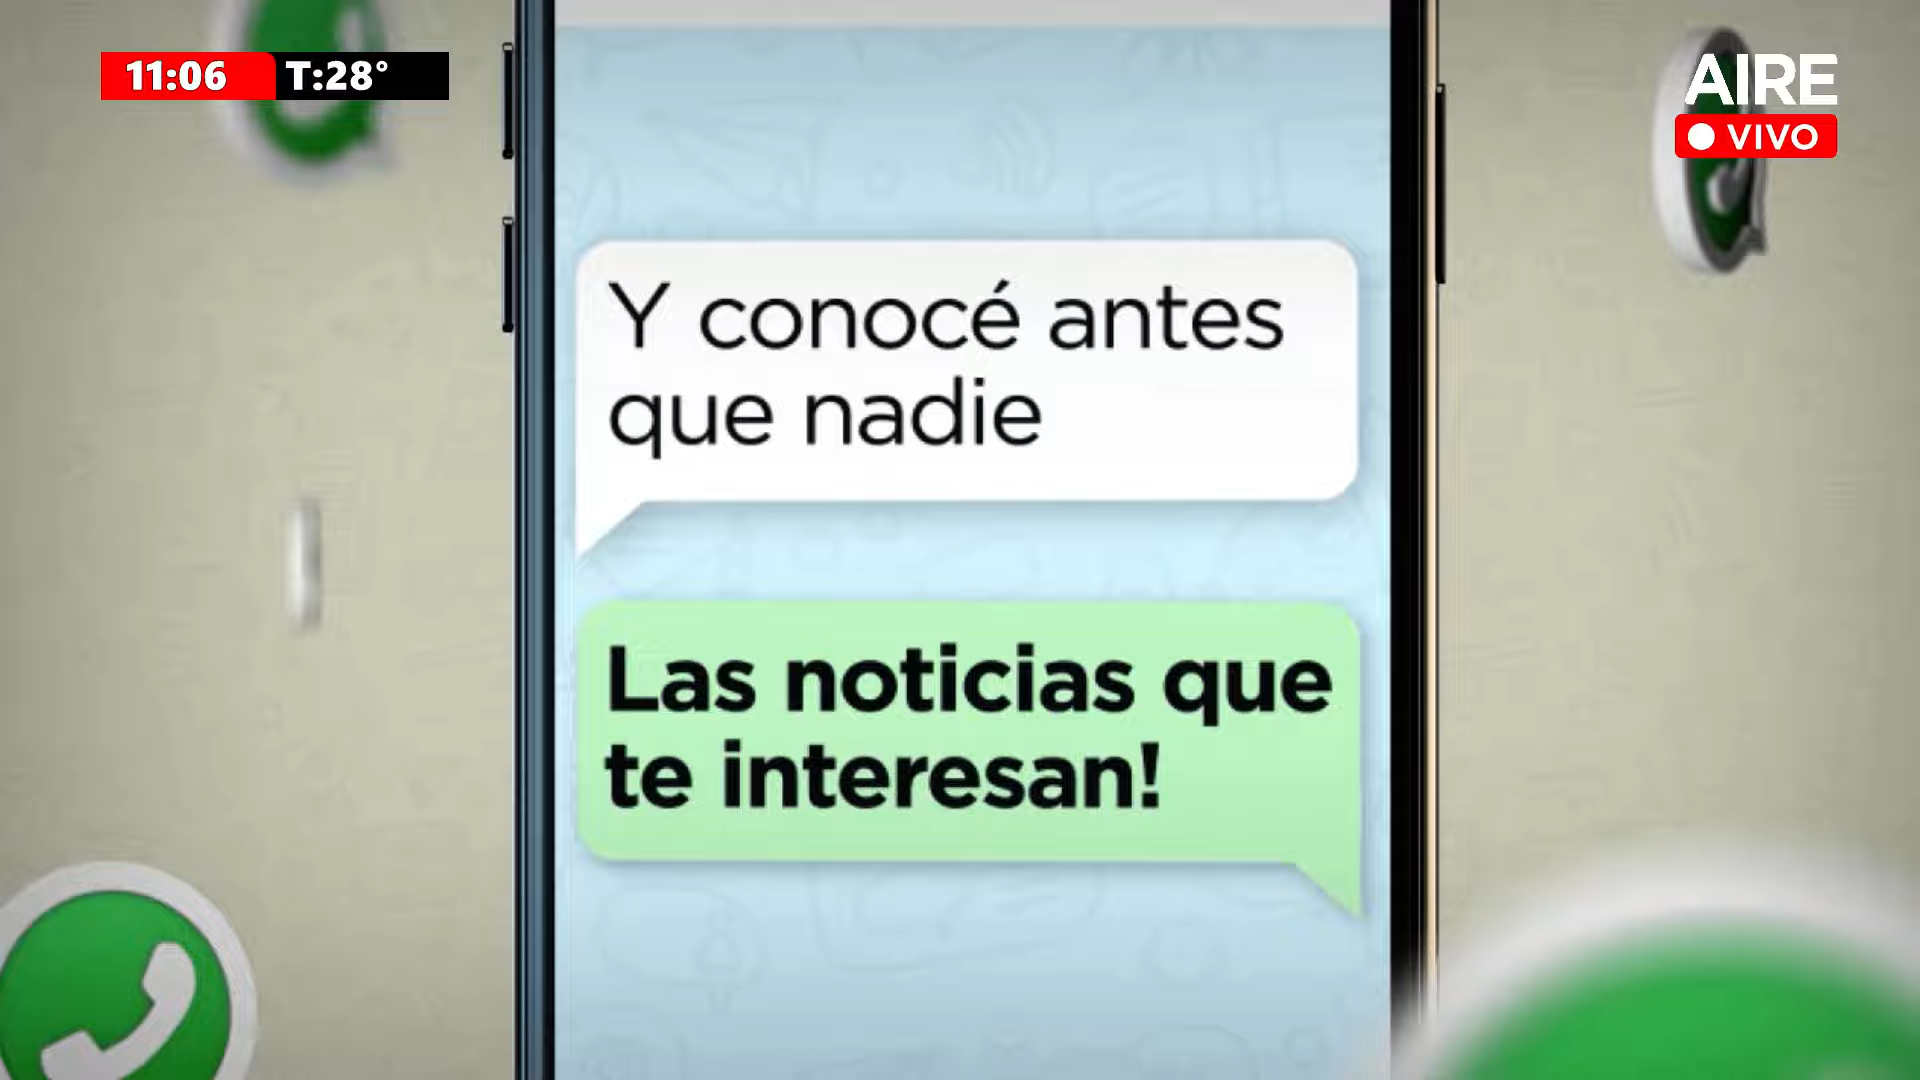 11:06 T:28°
AIRE
VIVO
Y conocé antes
que nadie
Las noticias que
te interesan!